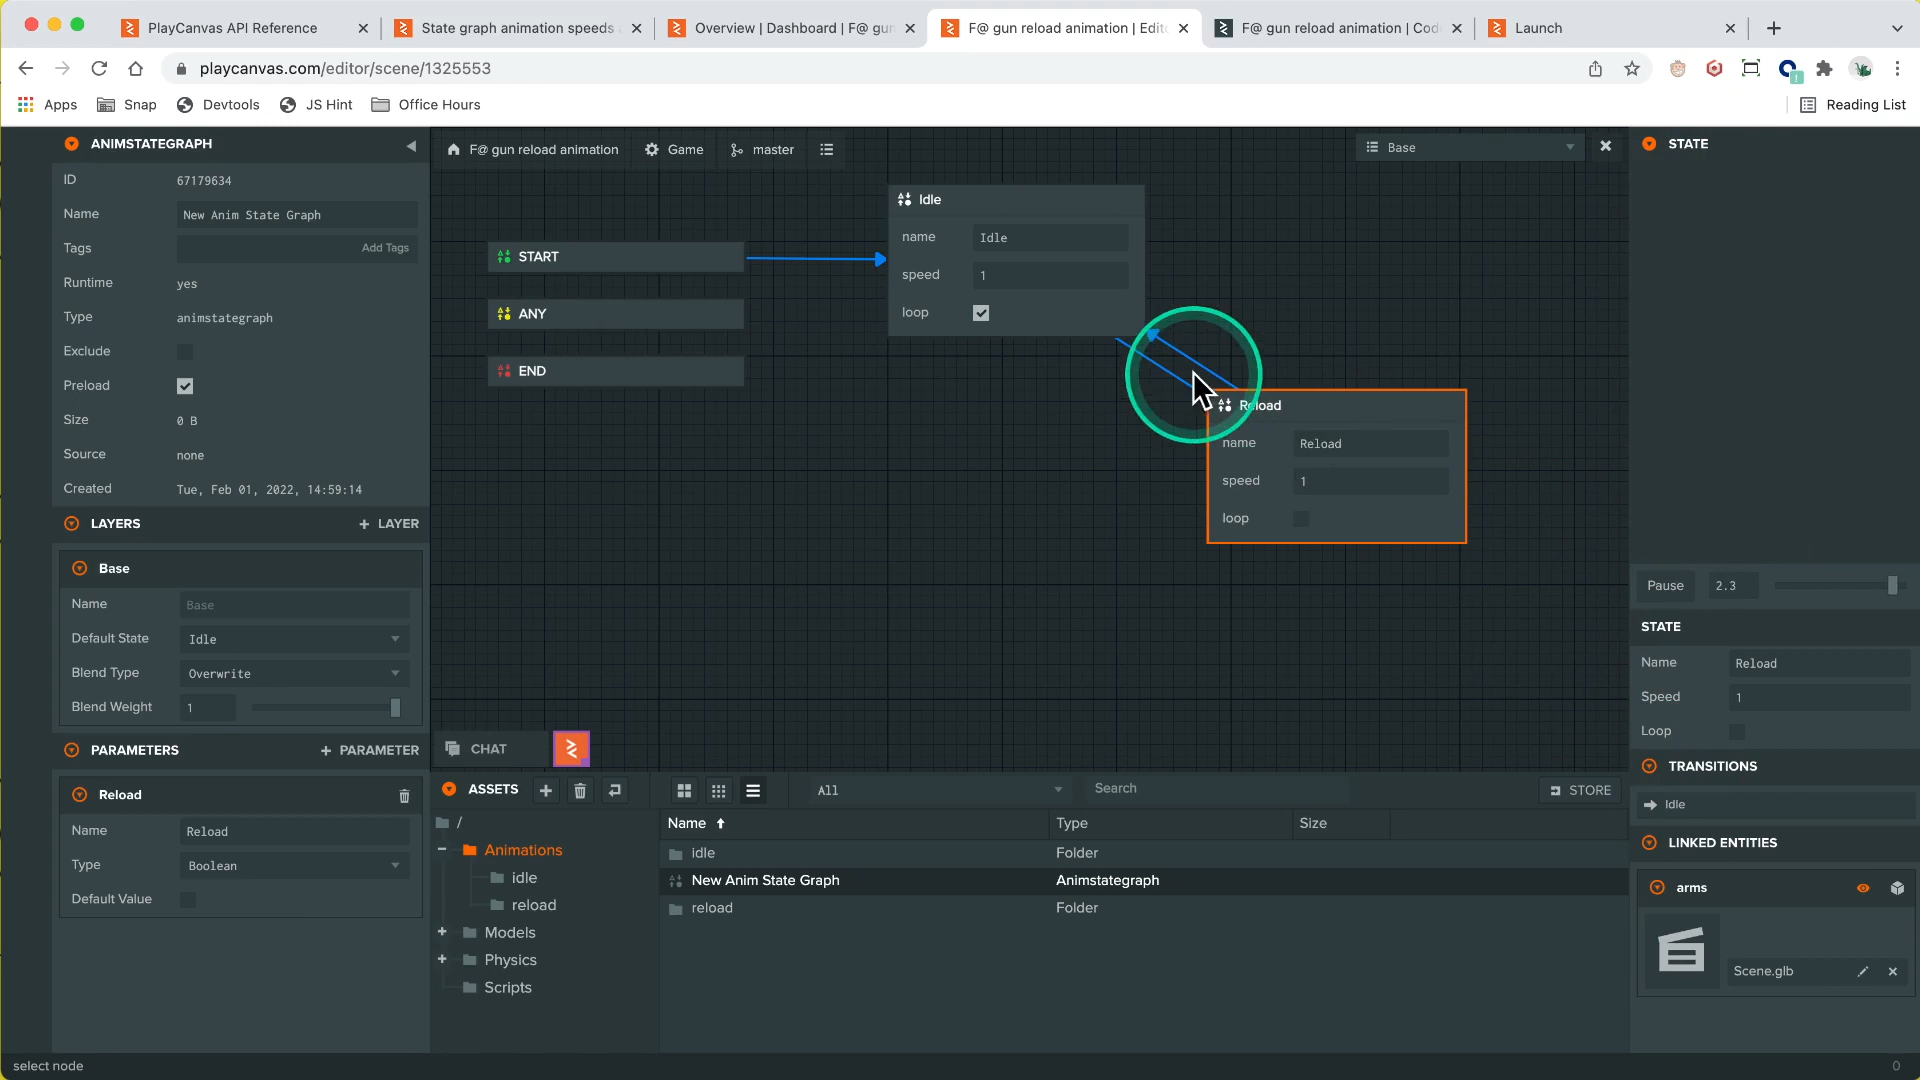 PlayCanvas API Reference
State graph animation speeds a
Overview | Dashboard | F@ gun
F@ gun reload animation | Edito
F@ gun reload animation | Code
Launch
playcanvas.com/editor/scene/1325553
Apps
Snap
Devtools
JS Hint
Office Hours
Reading List
ANIMSTATEGRAPH
ID
67179634
Name
New Anim State Graph
Tags
Add Tags
Runtime
yes
Type
animstategraph
Exclude
Preload
Size
0 B
Source
none
Created
Tue, Feb 01, 2022, 14:59:14
LAYERS
+ LAYER
Base
Name
Base
Default State
Idle
Blend Type
Overwrite
Blend Weight
1
PARAMETERS
+ PARAMETER
Reload
Name
Reload
Type
Boolean
Default Value
F@ gun reload animation
Game
master
Base
START
ANY
END
Idle
name
Idle
speed
1
loop
Reload
name
Reload
speed
1
loop
CHAT
ASSETS
All
Search
STORE
/
Animations
idle
reload
Models
Physics
Scripts
Name
Type
Size
idle
Folder
New Anim State Graph
Animstategraph
reload
Folder
STATE
Pause
2.3
STATE
Name
Reload
Speed
1
Loop
TRANSITIONS
Idle
LINKED ENTITIES
arms
Scene.glb
select node
0